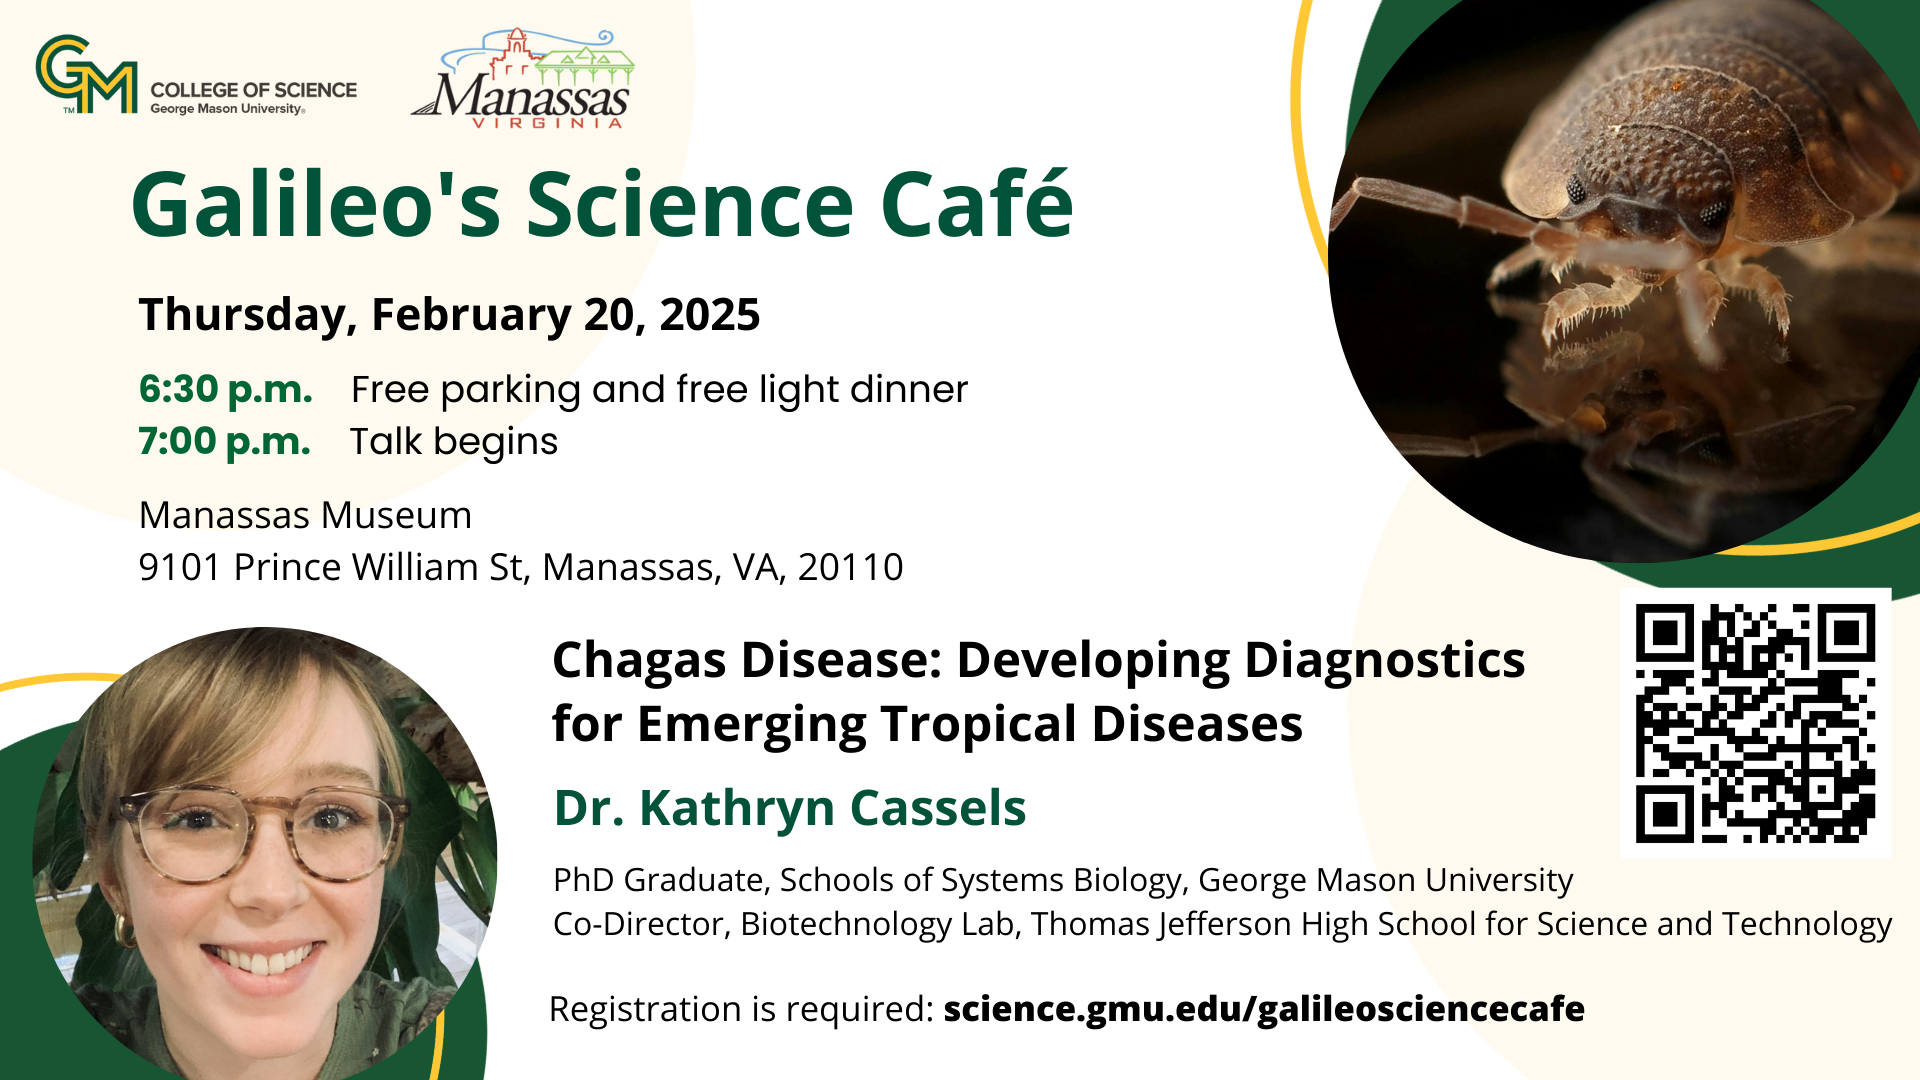 GM
TM
COLLEGE OF SCIENCE
George Mason University®
Manassas
VIRGINIA
Galileo's Science Café
Thursday, February 20, 2025
6:30 p.m. Free parking and free light dinner
7:00 p.m. Talk begins
Manassas Museum
9101 Prince William St, Manassas, VA, 20110
Chagas Disease: Developing Diagnostics
for Emerging Tropical Diseases
Dr. Kathryn Cassels
PhD Graduate, Schools of Systems Biology, George Mason University
Co-Director, Biotechnology Lab, Thomas Jefferson High School for Science and Technology
Registration is required: science.gmu.edu/galileosciencecafe